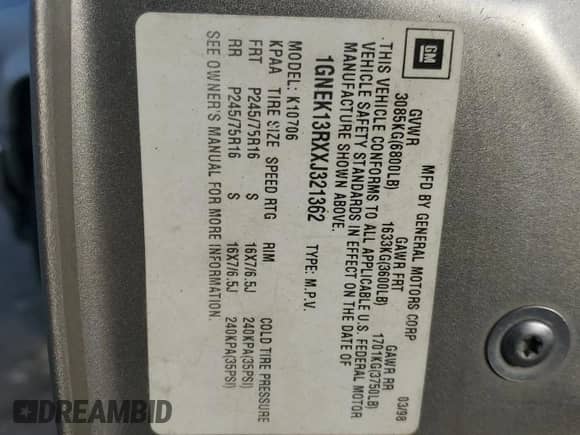 GM
MFD BY GENERAL MOTORS CORP 03/98
GVWR GAWR FRT GAWR RR
3085KG(6800LB) 1633KG(3600LB) 1701KG(3750LB)
THIS VEHICLE CONFORMS TO ALL APPLICABLE U.S. FEDERAL MOTOR
VEHICLE SAFETY STANDARDS IN EFFECT ON THE DATE OF
MANUFACTURE SHOWN ABOVE.
1GNEK13RXXJ321362 TYPE: M.P.V.
MODEL: K10706
KPAA TIRE SIZE SPEED RTG RIM COLD TIRE PRESSURE
FRT P245/75R16 S 16X7/6.5J 240KPA(35PSI)
RR P245/75R16 S 16X7/6.5J 240KPA(35PSI)
SEE OWNER'S MANUAL FOR MORE INFORMATION.
DREAMBID